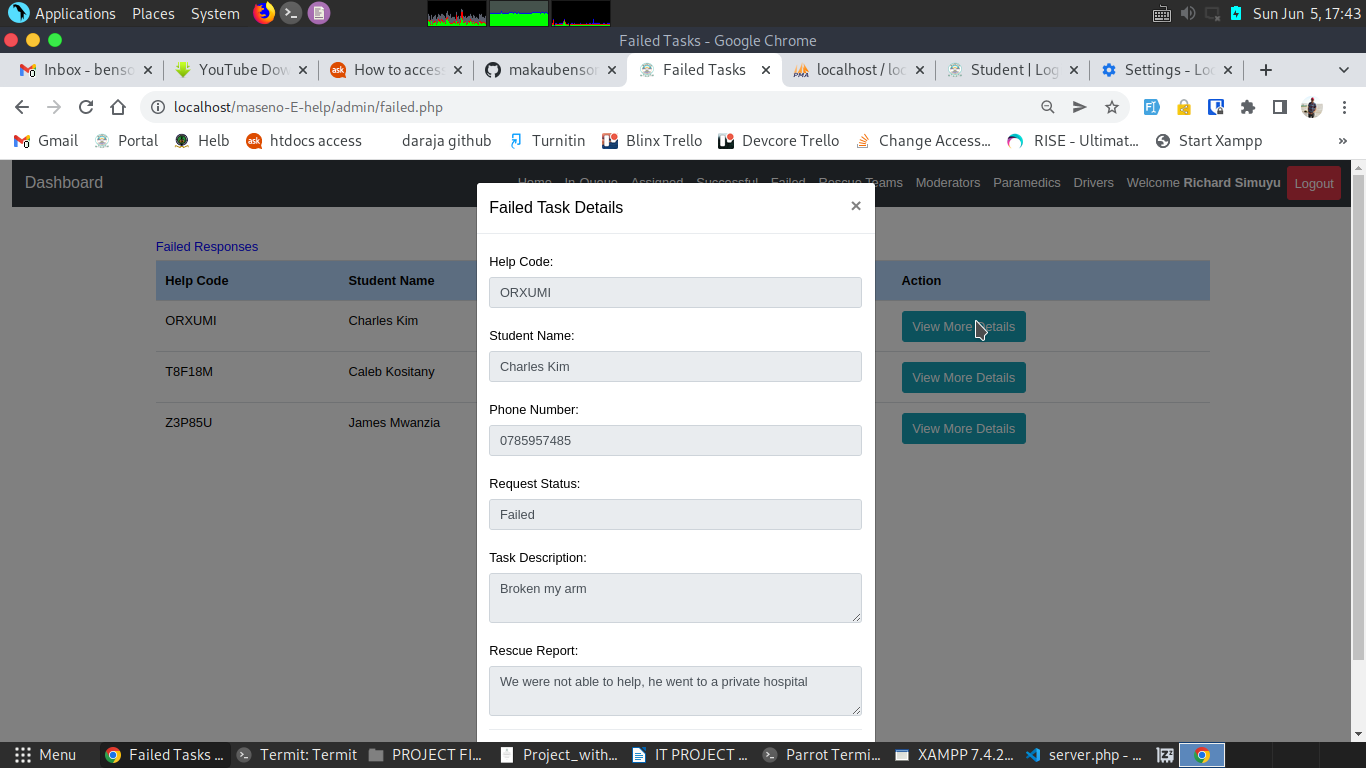 Applications Places System Sun Jun 5, 17:43
Failed Tasks - Google Chrome
Inbox - benso YouTube Dow How to access makaubenson Failed Tasks localhost / loc Student | Log Settings - Loc
localhost/maseno-E-help/admin/failed.php
Gmail Portal Helb htdocs access daraja github Turnitin Blinx Trello Devcore Trello Change Access... RISE - Ultimat... Start Xampp »
Dashboard Home In Queue Assigned Successful Failed Rescue Teams Moderators Paramedics Drivers Welcome Richard Simuyu Logout
Failed Task Details ×
Failed Responses
Help Code Student Name Action
Help Code:
ORXUMI
ORXUMI Charles Kim View More Details
Student Name:
Charles Kim
T8F18M Caleb Kositany View More Details
Phone Number:
0785957485
Z3P85U James Mwanzia View More Details
Request Status:
Failed
Task Description:
Broken my arm
Rescue Report:
We were not able to help, he went to a private hospital
Menu Failed Tasks ... Termit: Termit PROJECT FI... Project_with... IT PROJECT ... Parrot Termi... XAMPP 7.4.2... server.php - ...